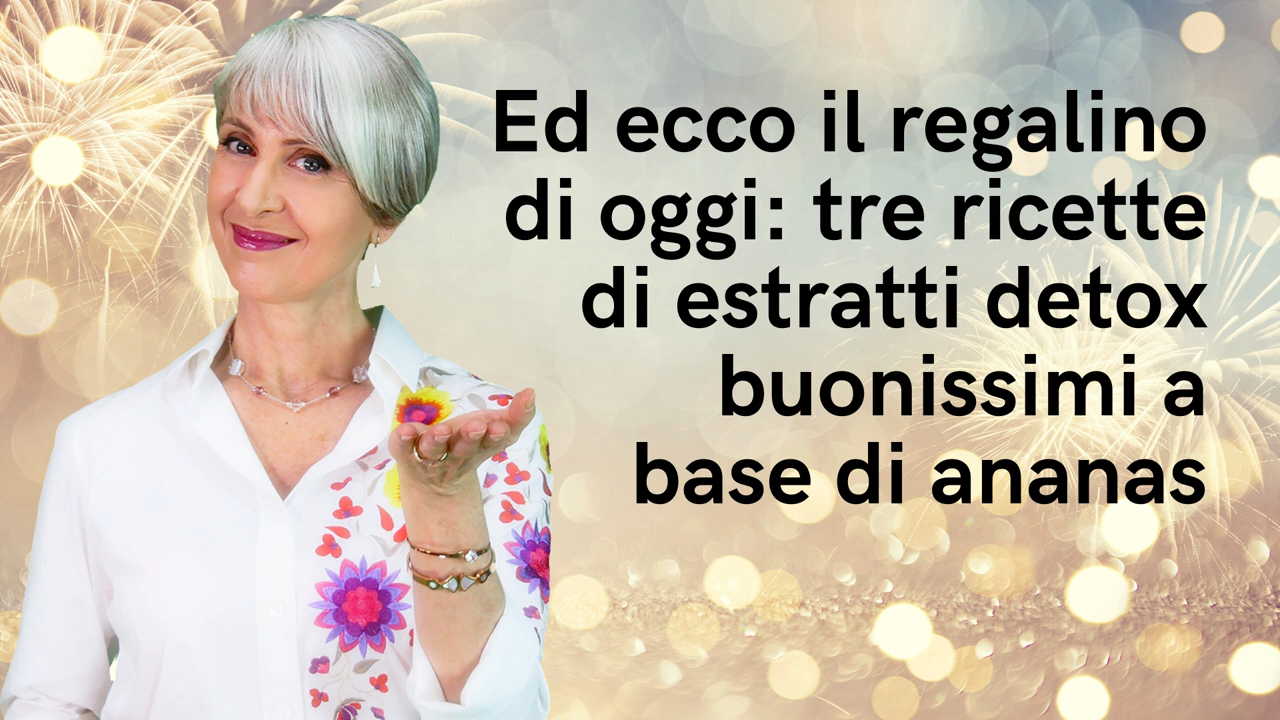 Ed ecco il regalino
di oggi: tre ricette
di estratti detox
buonissimi a
base di ananas